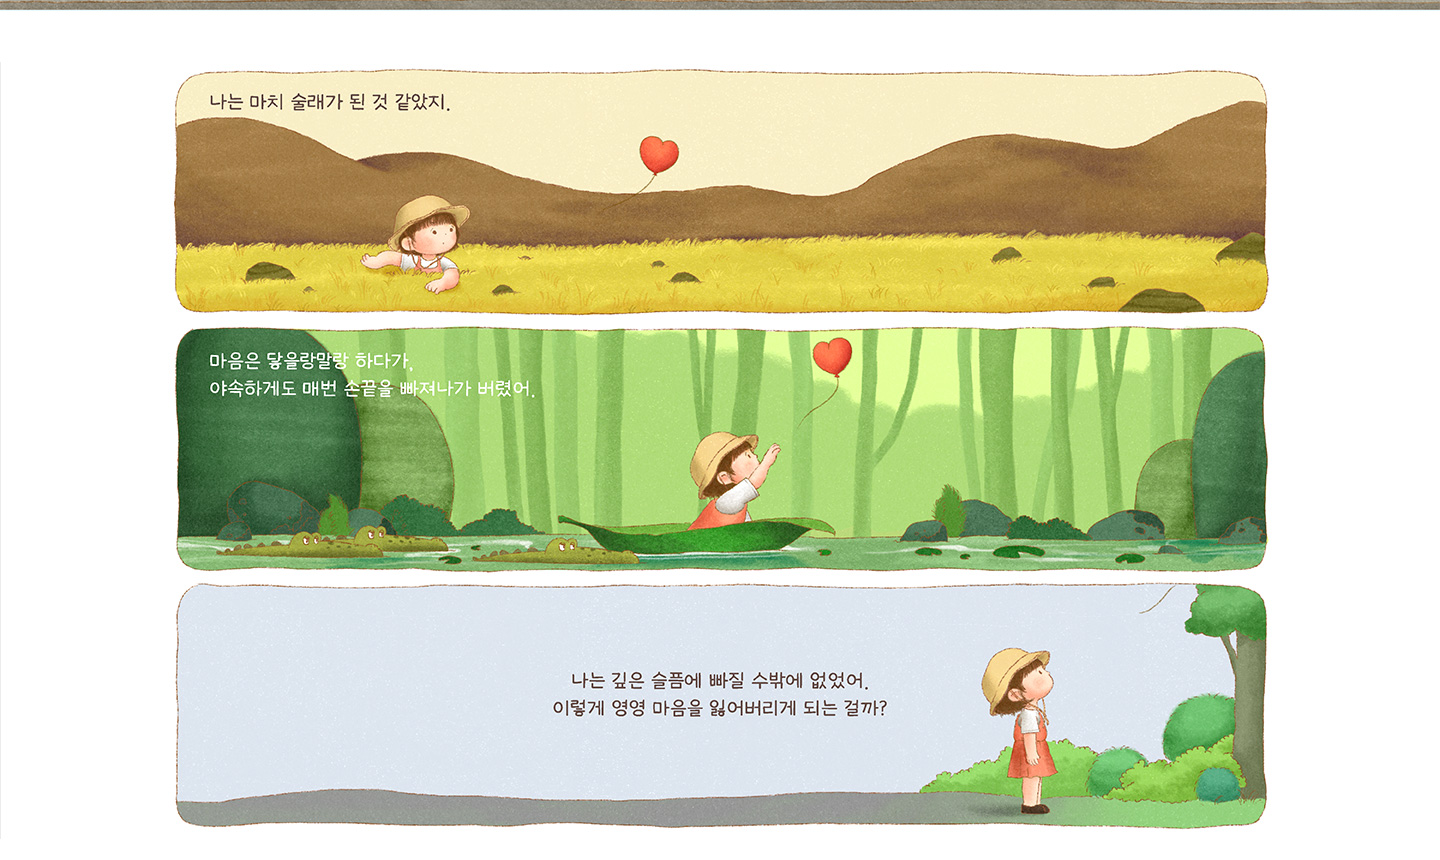 나는 마치 술래가 된 것 같았지.
마음은 닿을랑말랑 하다가,
야속하게도 매번 손끝을 빠져나가 버렸어.
나는 깊은 슬픔에 빠질 수밖에 없었어.
이렇게 영영 마음을 잃어버리게 되는 걸까?